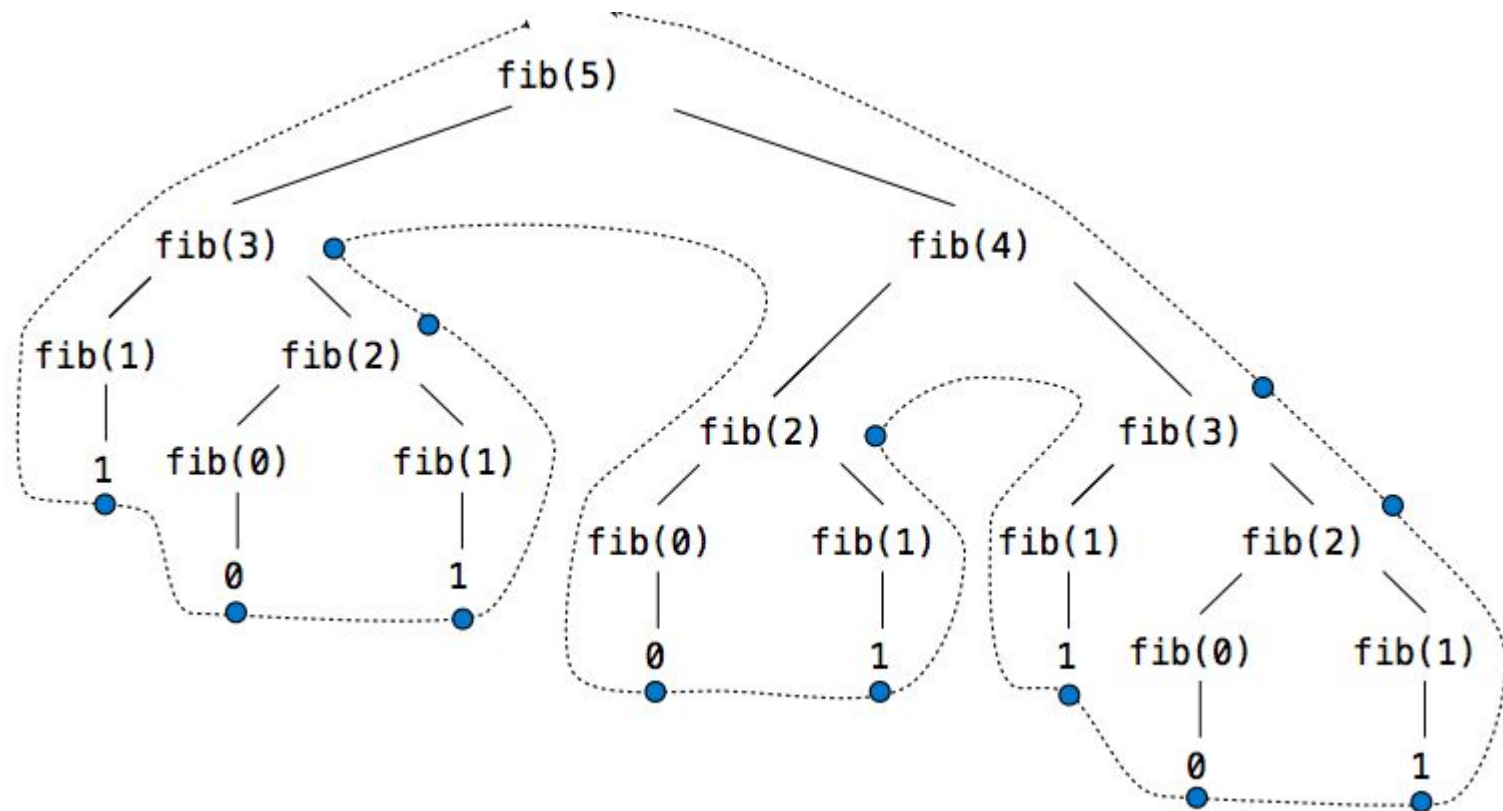 fib(5)
fib(3) fib(4)
fib(1) fib(2)
fib(2) fib(3)
1 fib(0) fib(1)
fib(0) fib(1) fib(1) fib(2)
0 1
0 1 1 fib(0) fib(1)
0 1